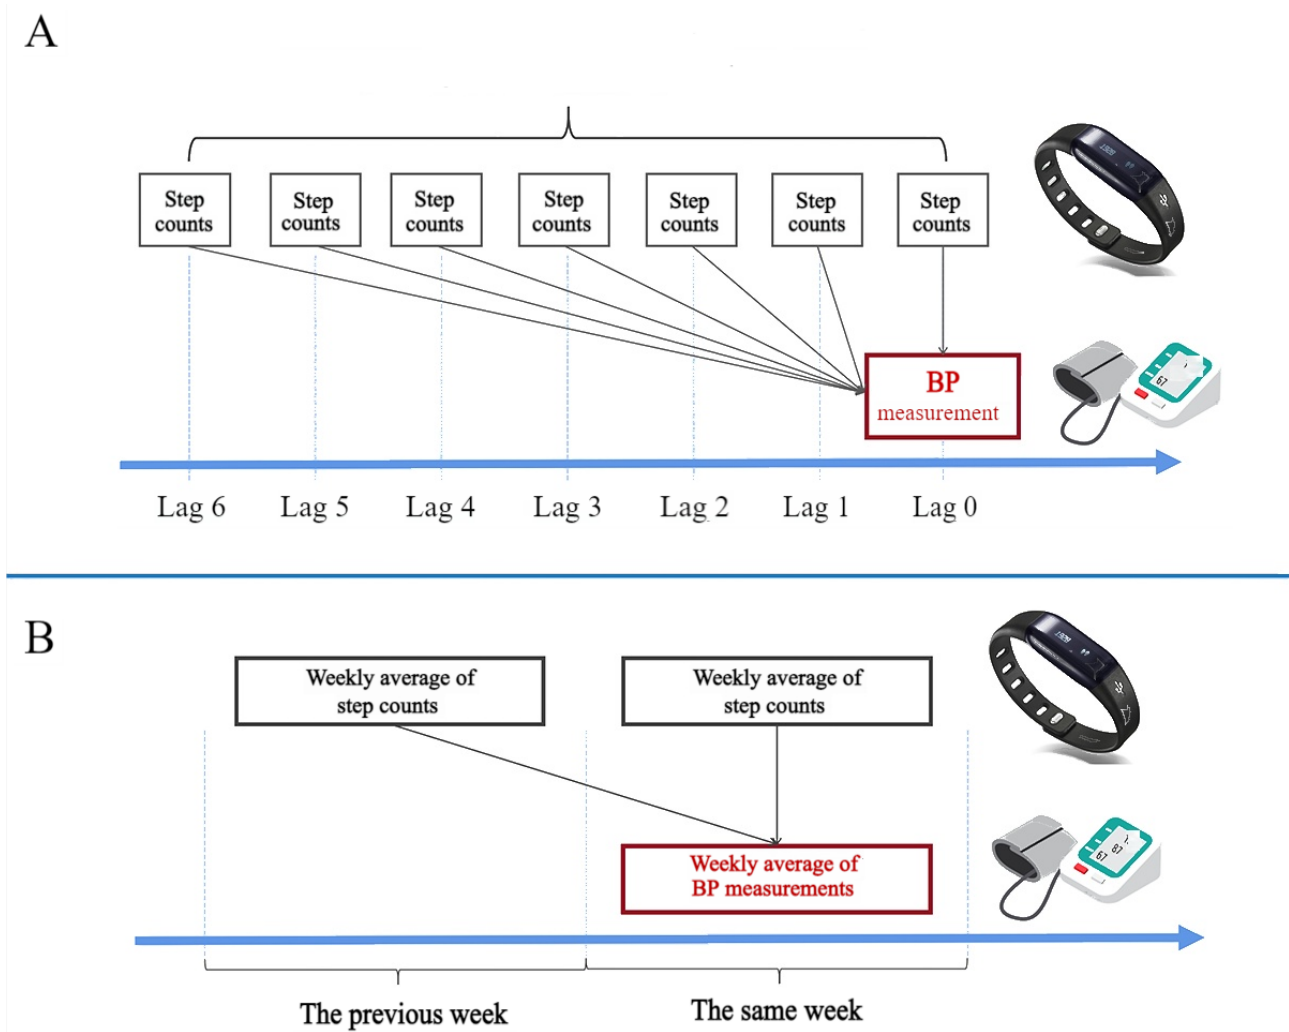 A
Step counts
Step counts
Step counts
Step counts
Step counts
Step counts
Step counts
BP
measurement
67
Lag 6
Lag 5
Lag 4
Lag 3
Lag 2
Lag 1
Lag 0
B
Weekly average of
step counts
Weekly average of
step counts
Weekly average of
BP measurements
67
The previous week
The same week